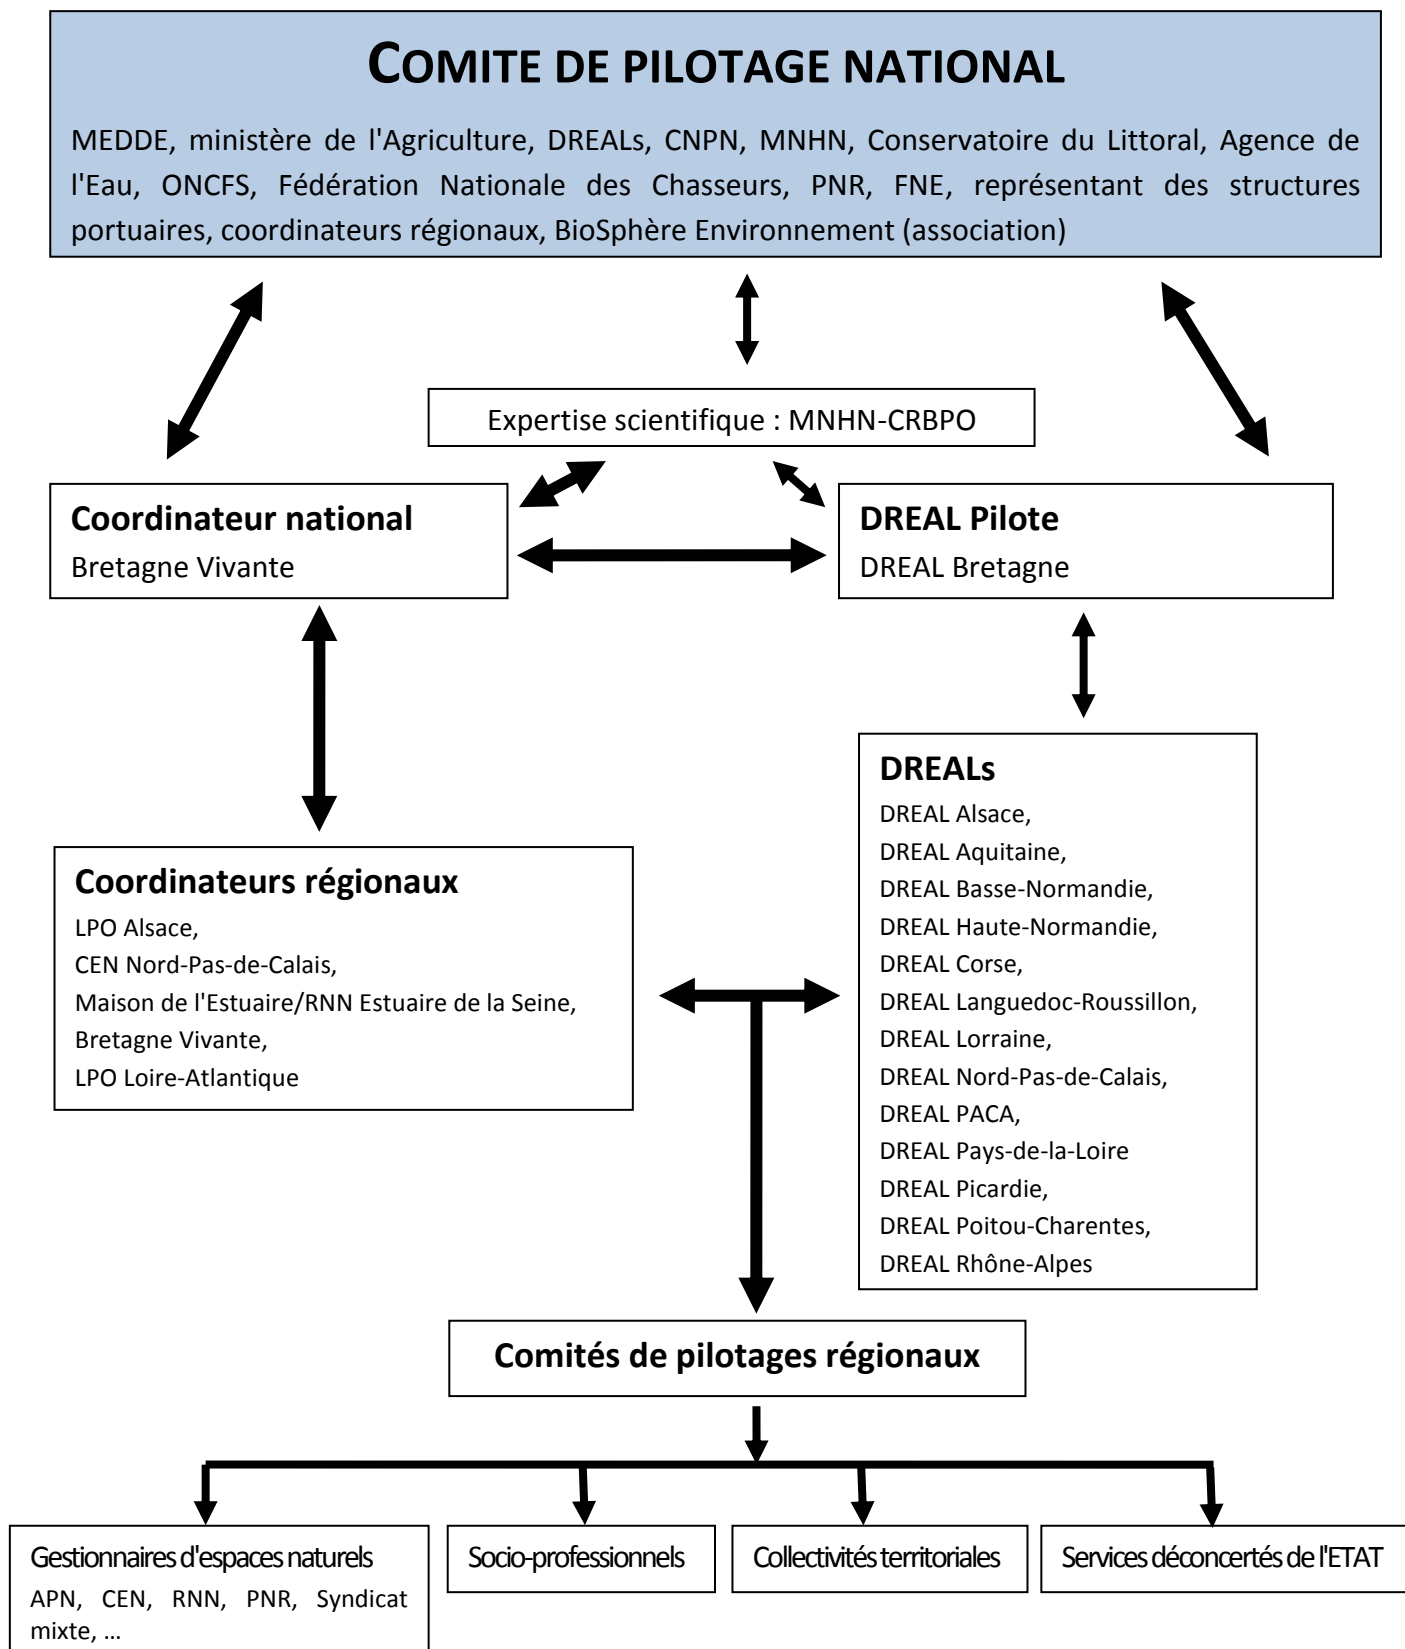 COMITE DE PILOTAGE NATIONAL
MEDDE, ministère de l'Agriculture, DREALs, CNPN, MNHN, Conservatoire du Littoral, Agence de
l'Eau, ONCFS, Fédération Nationale des Chasseurs, PNR, FNE, représentant des structures
portuaires, coordinateurs régionaux, BioSphère Environnement (association)
Expertise scientifique : MNHN-CRBPO
Coordinateur national
Bretagne Vivante
DREAL Pilote
DREAL Bretagne
Coordinateurs régionaux
LPO Alsace,
CEN Nord-Pas-de-Calais,
Maison de l'Estuaire/RNN Estuaire de la Seine,
Bretagne Vivante,
LPO Loire-Atlantique
DREALs
DREAL Alsace,
DREAL Aquitaine,
DREAL Basse-Normandie,
DREAL Haute-Normandie,
DREAL Corse,
DREAL Languedoc-Roussillon,
DREAL Lorraine,
DREAL Nord-Pas-de-Calais,
DREAL PACA,
DREAL Pays-de-la-Loire
DREAL Picardie,
DREAL Poitou-Charentes,
DREAL Rhône-Alpes
Comités de pilotages régionaux
Gestionnaires d'espaces naturels
APN, CEN, RNN, PNR, Syndicat
mixte, ...
Socio-professionnels
Collectivités territoriales
Services déconcertés de l'ETAT